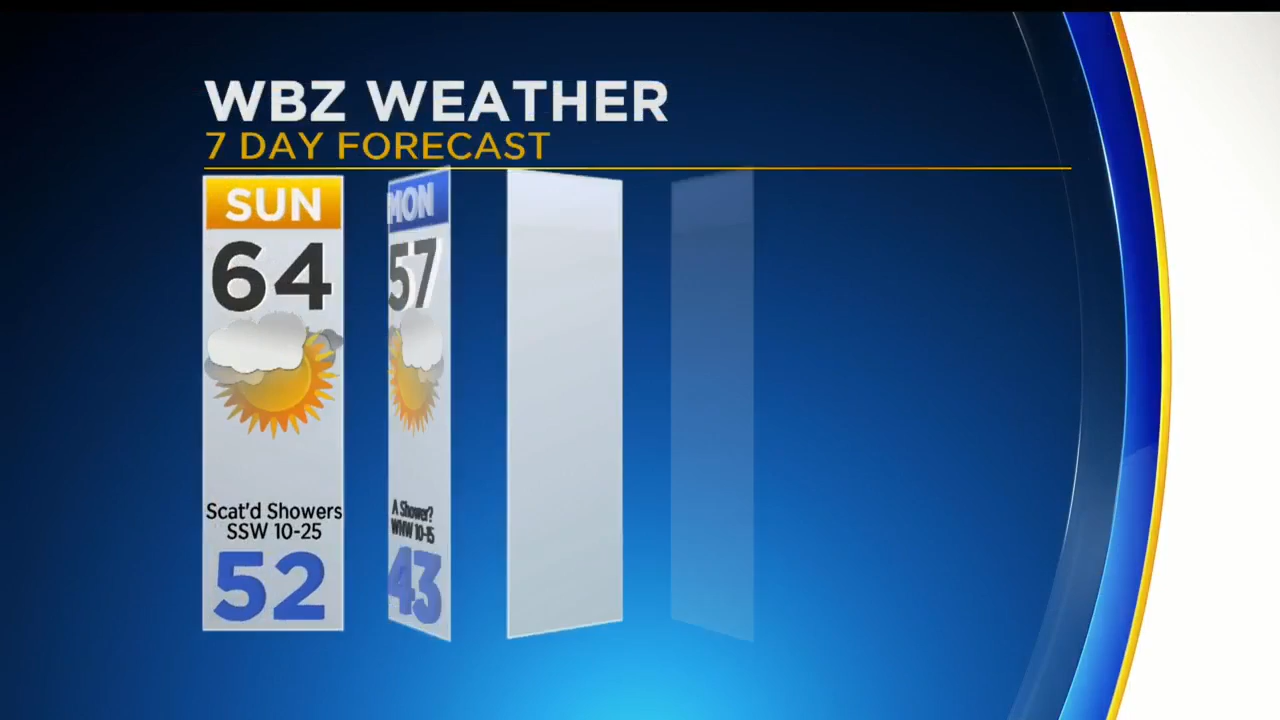 WBZ WEATHER
7 DAY FORECAST
SUN
64
Scat'd Showers
SSW 10-25
52
MON
57
A Shower?
WNW 10-15
43